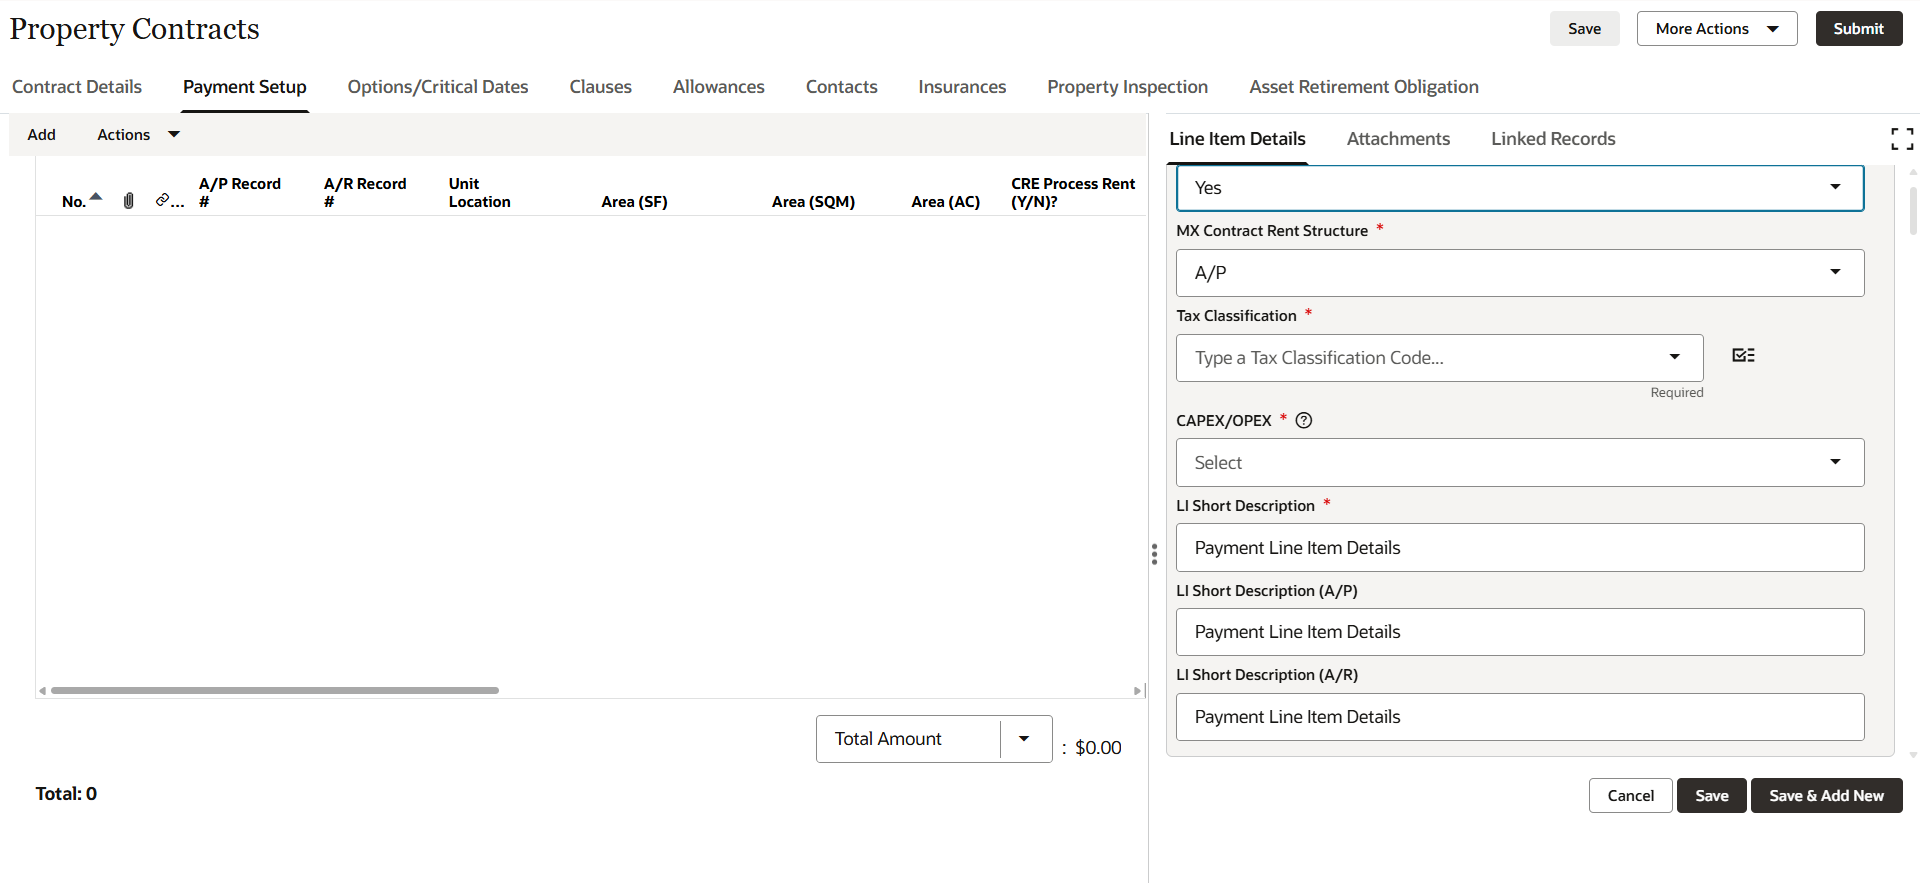 Property Contracts
Save
More Actions
Submit
Contract Details
Payment Setup
Options/Critical Dates
Clauses
Allowances
Contacts
Insurances
Property Inspection
Asset Retirement Obligation
Add
Actions
No.
...
A/P Record
#
A/R Record
#
Unit
Location
Area (SF)
Area (SQM)
Area (AC)
CRE Process Rent
(Y/N)?
Total Amount
: $0.00
Total: 0
Line Item Details
Attachments
Linked Records
Yes
MX Contract Rent Structure *
A/P
Tax Classification *
Type a Tax Classification Code...
Required
CAPEX/OPEX * ?
Select
LI Short Description *
Payment Line Item Details
LI Short Description (A/P)
Payment Line Item Details
LI Short Description (A/R)
Payment Line Item Details
Cancel
Save
Save & Add New